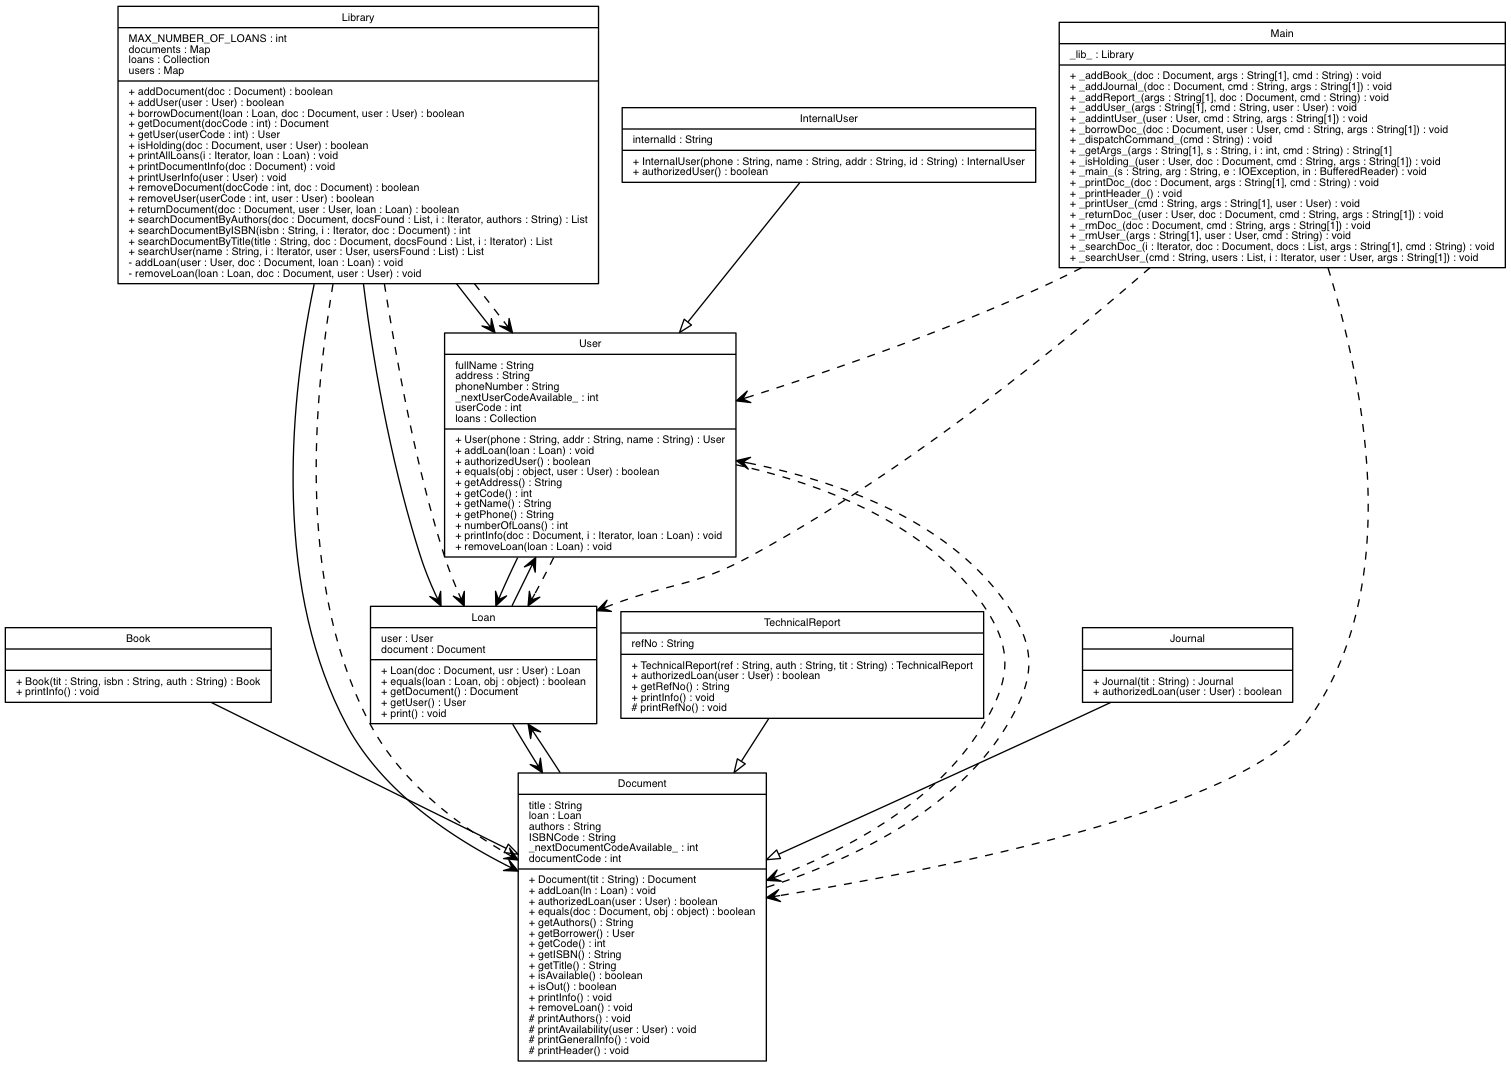 Library
MAX_NUMBER_OF_LOANS : int
documents : Map
loans : Collection
users : Map
+ addDocument(doc : Document) : boolean
+ addUser(user : User) : boolean
+ borrowDocument(loan : Loan, doc : Document, user : User) : boolean
+ getDocument(docCode : int) : Document
+ getUser(userCode : int) : User
+ isHolding(doc : Document, user : User) : boolean
+ printAllLoans(i : Iterator, loan : Loan) : void
+ printDocumentInfo(doc : Document) : void
+ printUserInfo(user : User) : void
+ removeDocument(docCode : int, doc : Document) : boolean
+ removeUser(userCode : int, user : User) : boolean
+ returnDocument(doc : Document, user : User, loan : Loan) : boolean
+ searchDocumentByAuthors(doc : Document, docsFound : List, i : Iterator, authors : String) : List
+ searchDocumentByISBN(isbn : String, i : Iterator, doc : Document) : int
+ searchDocumentByTitle(title : String, doc : Document, docsFound : List, i : Iterator) : List
+ searchUser(name : String, i : Iterator, user : User, usersFound : List) : List
- addLoan(user : User, doc : Document, loan : Loan) : void
- removeLoan(loan : Loan, doc : Document, user : User) : void
Main
_lib_ : Library
+ _addBook_(doc : Document, args : String[1], cmd : String) : void
+ _addJournal_(doc : Document, cmd : String, args : String[1]) : void
+ _addReport_(args : String[1], doc : Document, cmd : String) : void
+ _addUser_(args : String[1], cmd : String, user : User) : void
+ _addintUser_(user : User, cmd : String, args : String[1]) : void
+ _borrowDoc_(doc : Document, user : User, cmd : String, args : String[1]) : void
+ _dispatchCommand_(cmd : String) : void
+ _getArgs_(args : String[1], s : String, i : int, cmd : String) : String[1]
+ _isHolding_(user : User, doc : Document, cmd : String, args : String[1]) : void
+ _main_(s : String, arg : String, e : IOException, in : BufferedReader) : void
+ _printDoc_(doc : Document, args : String[1], cmd : String) : void
+ _printHeader_() : void
+ _printUser_(cmd : String, args : String[1], user : User) : void
+ _returnDoc_(user : User, doc : Document, cmd : String, args : String[1]) : void
+ _rmDoc_(doc : Document, cmd : String, args : String[1]) : void
+ _rmUser_(args : String[1], user : User, cmd : String) : void
+ _searchDoc_(i : Iterator, doc : Document, docs : List, args : String[1], cmd : String) : void
+ _searchUser_(cmd : String, users : List, i : Iterator, user : User, args : String[1]) : void
InternalUser
internalId : String
+ InternalUser(phone : String, name : String, addr : String, id : String) : InternalUser
+ authorizedUser() : boolean
User
fullName : String
address : String
phoneNumber : String
_nextUserCodeAvailable_ : int
userCode : int
loans : Collection
+ User(phone : String, addr : String, name : String) : User
+ addLoan(loan : Loan) : void
+ authorizedUser() : boolean
+ equals(obj : object, user : User) : boolean
+ getAddress() : String
+ getCode() : int
+ getName() : String
+ getPhone() : String
+ numberOfLoans() : int
+ printInfo(doc : Document, i : Iterator, loan : Loan) : void
+ removeLoan(loan : Loan) : void
Book
+ Book(tit : String, isbn : String, auth : String) : Book
+ printInfo() : void
Loan
user : User
document : Document
+ Loan(doc : Document, usr : User) : Loan
+ equals(loan : Loan, obj : object) : boolean
+ getDocument() : Document
+ getUser() : User
+ print() : void
TechnicalReport
refNo : String
+ TechnicalReport(ref : String, auth : String, tit : String) : TechnicalReport
+ authorizedLoan(user : User) : boolean
+ getRefNo() : String
+ printInfo() : void
# printRefNo() : void
Journal
+ Journal(tit : String) : Journal
+ authorizedLoan(user : User) : boolean
Document
title : String
loan : Loan
authors : String
ISBNCode : String
_nextDocumentCodeAvailable_ : int
documentCode : int
+ Document(tit : String) : Document
+ addLoan(ln : Loan) : void
+ authorizedLoan(user : User) : boolean
+ equals(doc : Document, obj : object) : boolean
+ getAuthors() : String
+ getBorrower() : User
+ getCode() : int
+ getISBN() : String
+ getTitle() : String
+ isAvailable() : boolean
+ isOut() : boolean
+ printInfo() : void
+ removeLoan() : void
# printAuthors() : void
# printAvailability(user : User) : void
# printGeneralInfo() : void
# printHeader() : void